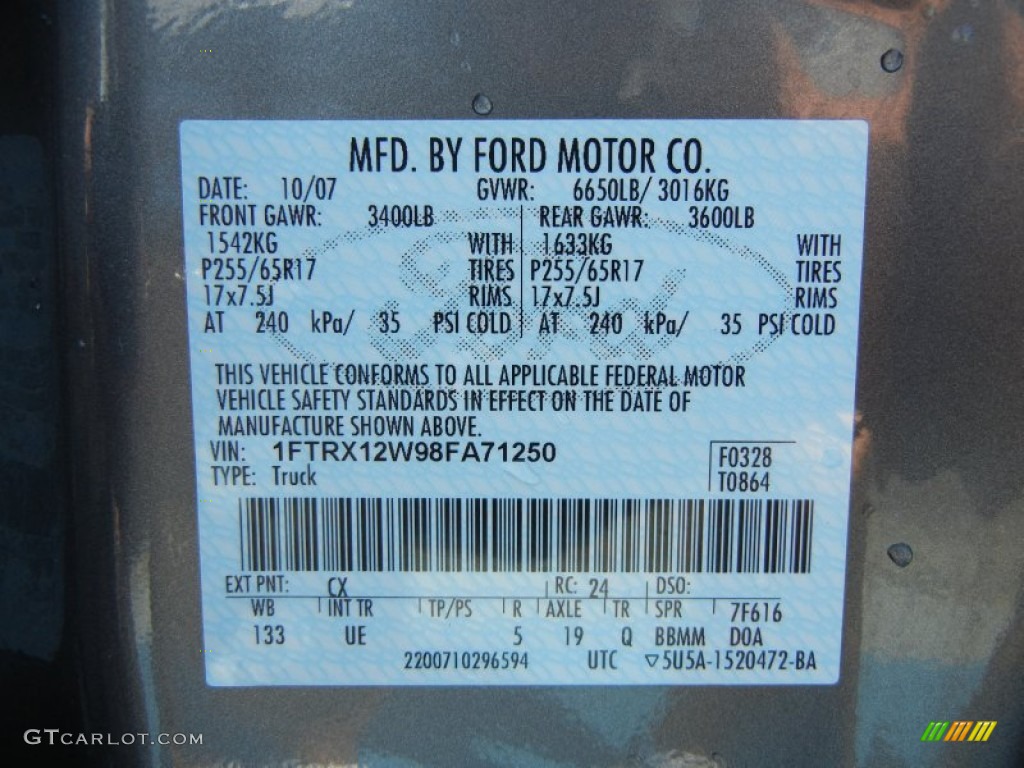 MFD. BY FORD MOTOR CO.
DATE: 10/07 GVWR: 6650LB/ 3016KG
FRONT GAWR: 3400LB REAR GAWR: 3600LB
1542KG WITH 1633KG WITH
P255/65R17 TIRES P255/65R17 TIRES
17x7.5J RIMS 17x7.5J RIMS
AT 240 kPa/ 35 PSI COLD AT 240 kPa/ 35 PSI COLD
Ford
THIS VEHICLE CONFORMS TO ALL APPLICABLE FEDERAL MOTOR
VEHICLE SAFETY STANDARDS IN EFFECT ON THE DATE OF
MANUFACTURE SHOWN ABOVE.
VIN: 1FTRX12W98FA71250 F0328
TYPE: Truck T0864
EXT PNT: CX RC: 24 DSO:
WB INT TR TP/PS R AXLE TR SPR 7F616
133 UE 5 19 Q BBMM DOA
2200710296594 UTC ▽5U5A-1520472-BA
GTCARLOT.COM